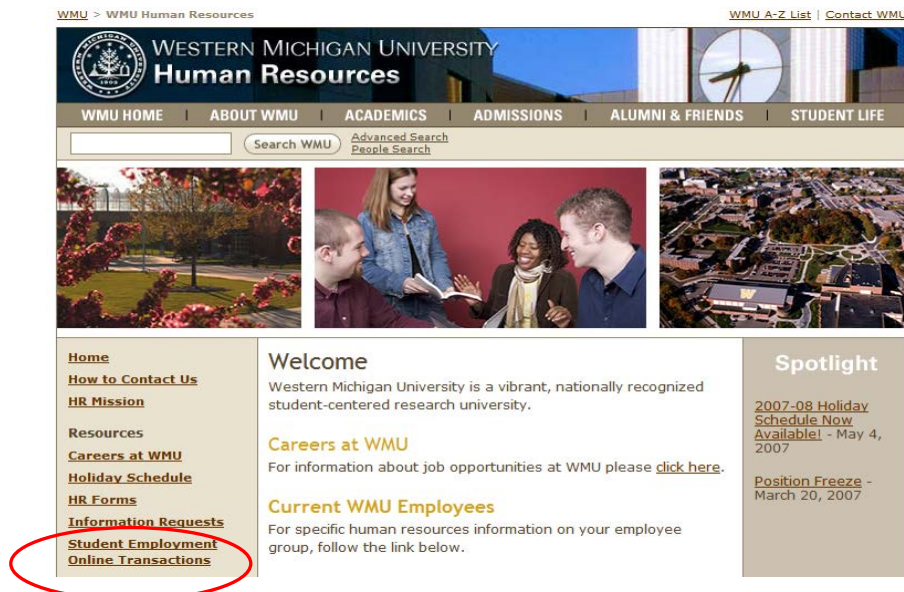 WMU > WMU Human Resources
WMU A-Z List | Contact WMU
WESTERN MICHIGAN UNIVERSITY
Human Resources
WMU HOME | ABOUT WMU | ACADEMICS | ADMISSIONS | ALUMNI & FRIENDS | STUDENT LIFE
Search WMU
Advanced Search
People Search
Home
How to Contact Us
HR Mission
Resources
Careers at WMU
Holiday Schedule
HR Forms
Information Requests
Student Employment
Online Transactions
Welcome
Western Michigan University is a vibrant, nationally recognized
student-centered research university.
Careers at WMU
For information about job opportunities at WMU please click here.
Current WMU Employees
For specific human resources information on your employee
group, follow the link below.
Spotlight
2007-08 Holiday
Schedule Now
Available! - May 4,
2007
Position Freeze -
March 20, 2007